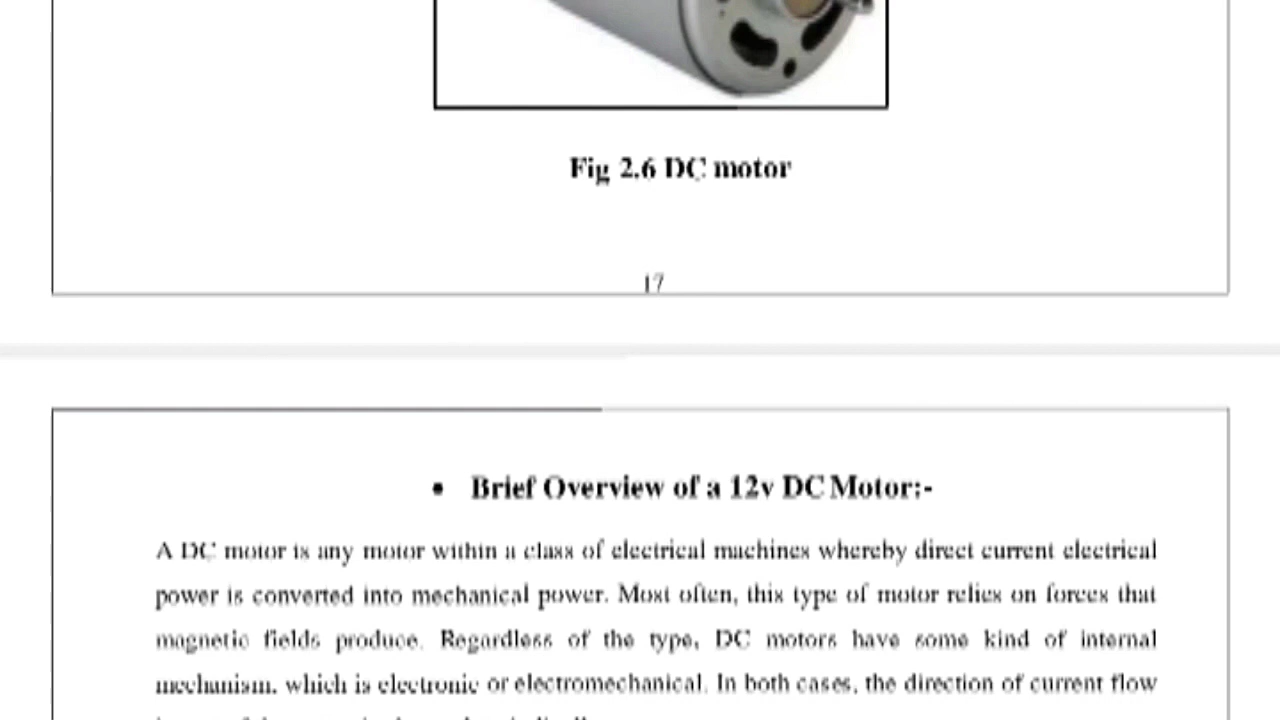 Fig 2.6 DC motor
17
• Brief Overview of a 12v DC Motor:-
A DC motor is any motor within a class of electrical machines whereby direct current electrical
power is converted into mechanical power. Most often, this type of motor relies on forces that
magnetic fields produce. Regardless of the type, DC motors have some kind of internal
mechanism, which is electronic or electromechanical. In both cases, the direction of current flow